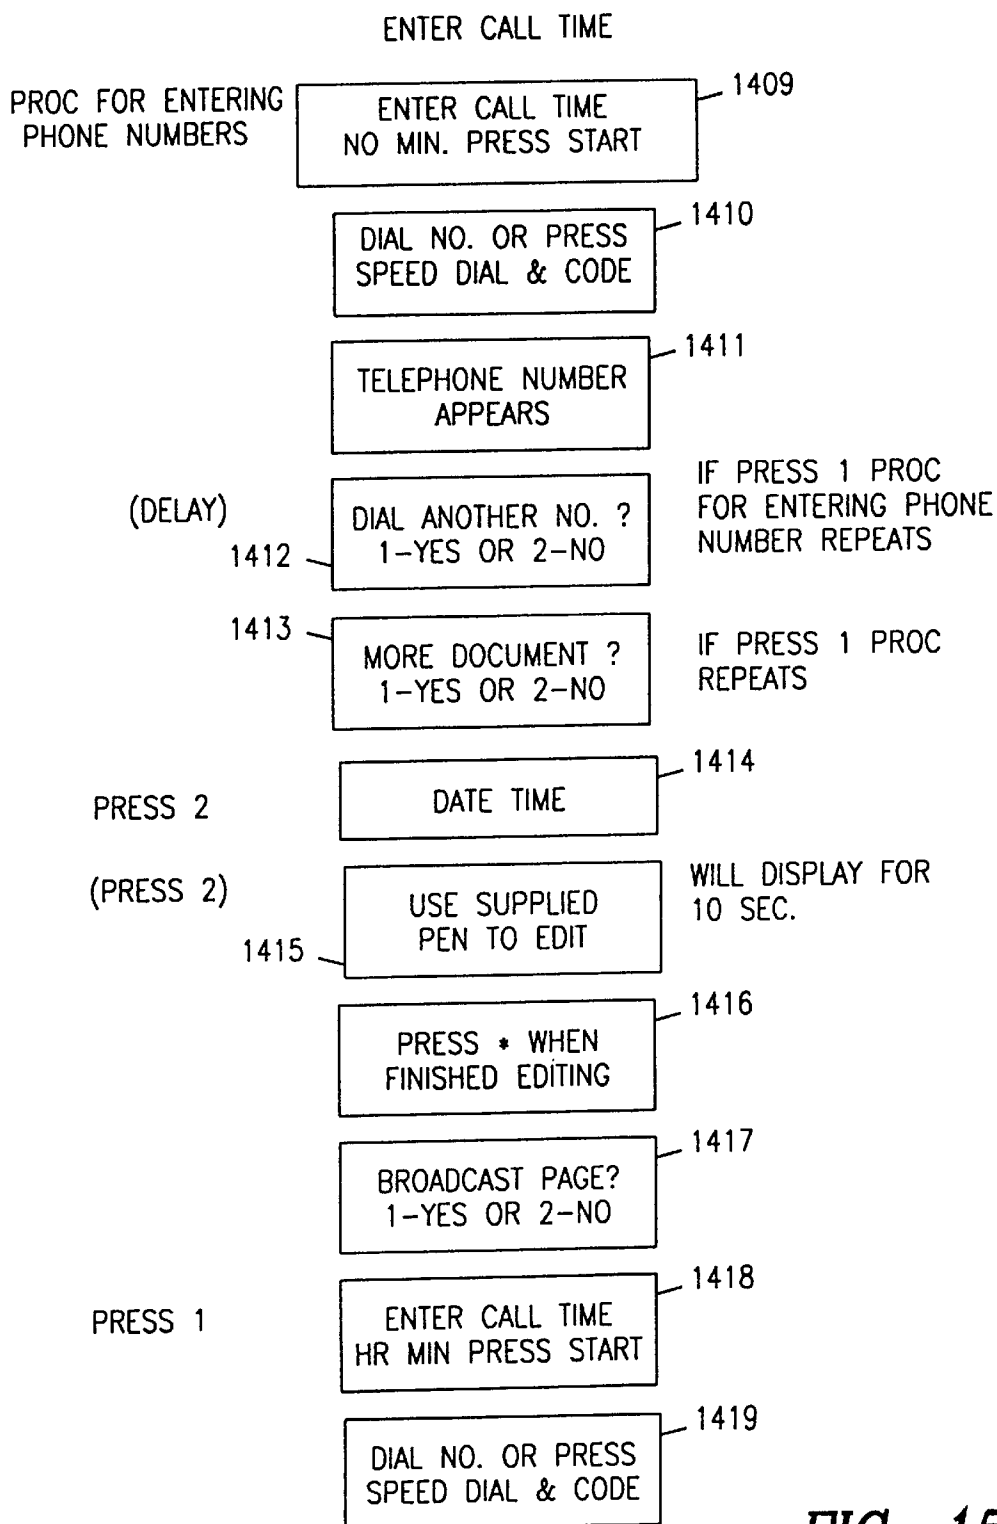 ENTER CALL TIME
PROC FOR ENTERING
PHONE NUMBERS
ENTER CALL TIME
NO MIN. PRESS START
1409
DIAL NO. OR PRESS
SPEED DIAL & CODE
1410
TELEPHONE NUMBER
APPEARS
1411
(DELAY)
1412
DIAL ANOTHER NO. ?
1-YES OR 2-NO
IF PRESS 1 PROC
FOR ENTERING PHONE
NUMBER REPEATS
1413
MORE DOCUMENT ?
1-YES OR 2-NO
IF PRESS 1 PROC
REPEATS
PRESS 2
DATE TIME
1414
(PRESS 2)
1415
USE SUPPLIED
PEN TO EDIT
WILL DISPLAY FOR
10 SEC.
PRESS * WHEN
FINISHED EDITING
1416
BROADCAST PAGE?
1-YES OR 2-NO
1417
PRESS 1
ENTER CALL TIME
HR MIN PRESS START
1418
DIAL NO. OR PRESS
SPEED DIAL & CODE
1419
FIG. 15